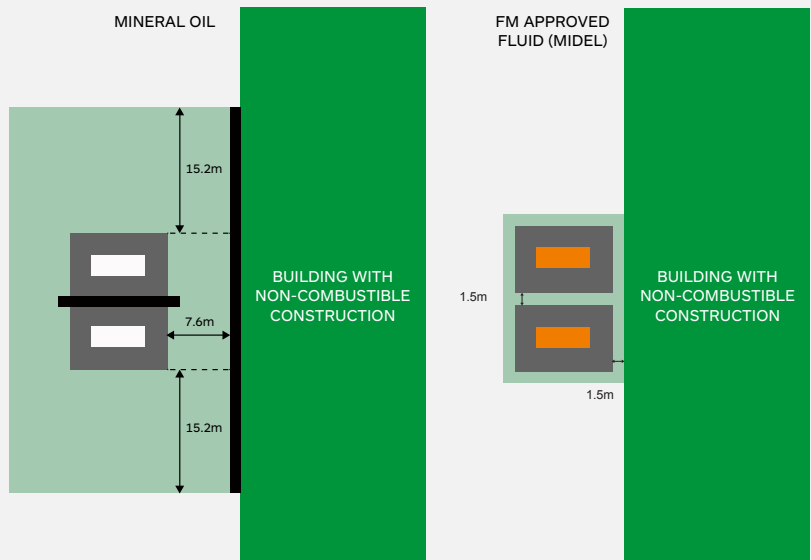 MINERAL OIL
15.2m
7.6m
15.2m
BUILDING WITH
NON-COMBUSTIBLE
CONSTRUCTION
FM APPROVED
FLUID (MIDEL)
1.5m
1.5m
BUILDING WITH
NON-COMBUSTIBLE
CONSTRUCTION